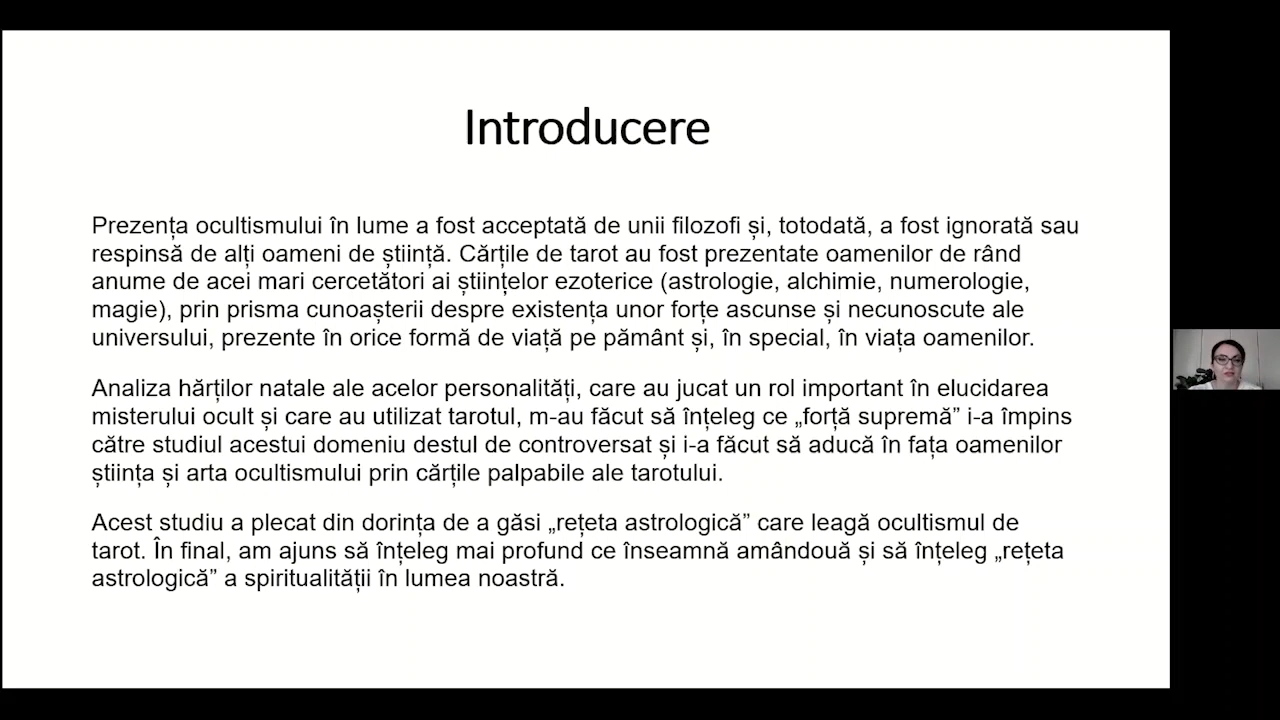 Introducere
Prezența ocultismului în lume a fost acceptată de unii filozofi și, totodată, a fost ignorată sau
respinsă de alți oameni de știință. Cărțile de tarot au fost prezentate oamenilor de rând
anume de acei mari cercetători ai științelor ezoterice (astrologie, alchimie, numerologie,
magie), prin prisma cunoașterii despre existența unor forțe ascunse și necunoscute ale
universului, prezente în orice formă de viață pe pământ și, în special, în viața oamenilor.
Analiza hărților natale ale acelor personalități, care au jucat un rol important în elucidarea
misterului ocult și care au utilizat tarotul, m-au făcut să înțeleg ce „forță supremă” i-a împins
către studiul acestui domeniu destul de controversat și i-a făcut să aducă în fața oamenilor
știința și arta ocultismului prin cărțile palpabile ale tarotului.
Acest studiu a plecat din dorința de a găsi „rețeta astrologică” care leagă ocultismul de
tarot. În final, am ajuns să înțeleg mai profund ce înseamnă amândouă și să înțeleg „rețeta
astrologică” a spiritualității în lumea noastră.